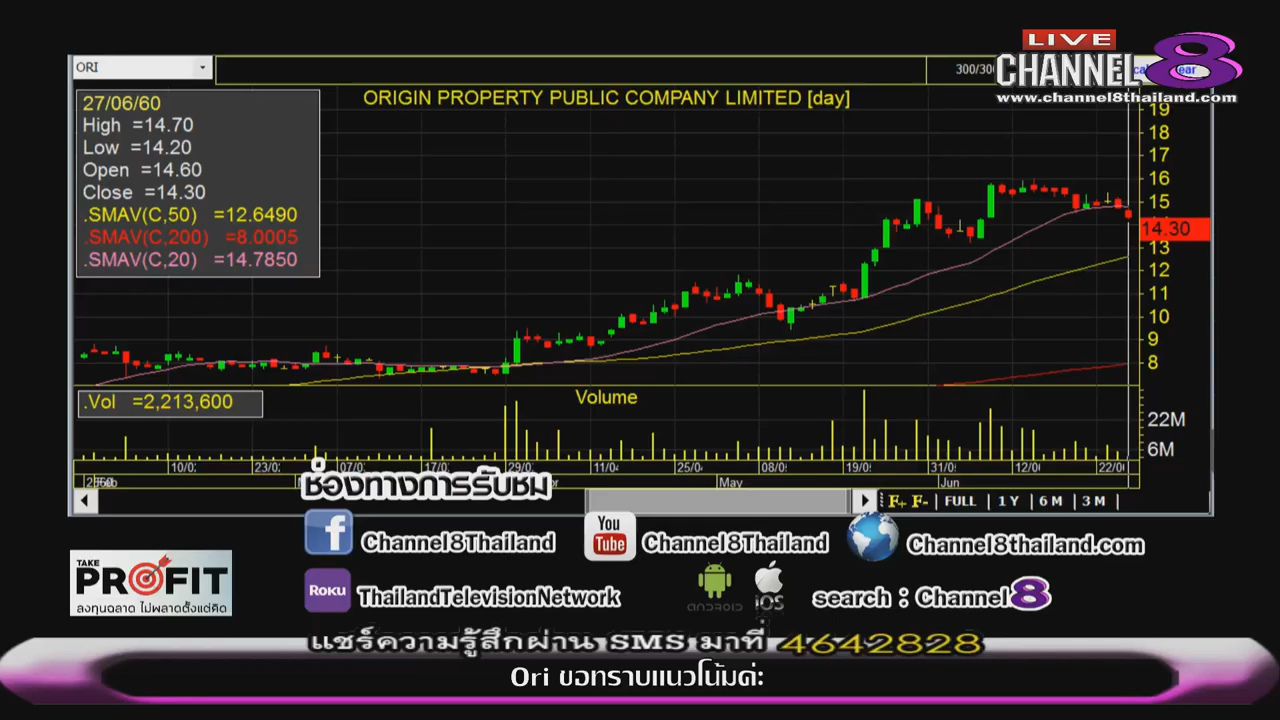 ORI
300/300
LIVE
CHANNEL 8
www.channel8thailand.com
ORIGIN PROPERTY PUBLIC COMPANY LIMITED [day]
27/06/60
High =14.70
Low =14.20
Open =14.60
Close =14.30
.SMAV(C,50) =12.6490
.SMAV(C,200) =8.0005
.SMAV(C,20) =14.7850
19
18
17
16
15
14.30
13
12
11
10
9
8
.Vol =2,213,600
Volume
22M
6M
10/0
23/0
07/0
17/0
29/0
11/0
25/0
08/0
19/0
31/0
12/0
22/0
May
Jun
F+ F- | FULL | 1 Y | 6 M | 3 M |
ช่องทางการรับชม
Channel8Thailand
You Tube
Channel8Thailand
Channel8thailand.com
ROKU
ThailandTelevisionNetwork
ANDROID
iOS
search : Channel8
TAKE
PROFIT
ลงทุนฉลาด ไม่พลาดตั้งแต่คิด
แชร์ความรู้สึกผ่าน SMS มาที่ 4642828
Ori ขอทราบแนวโน้มค่ะ